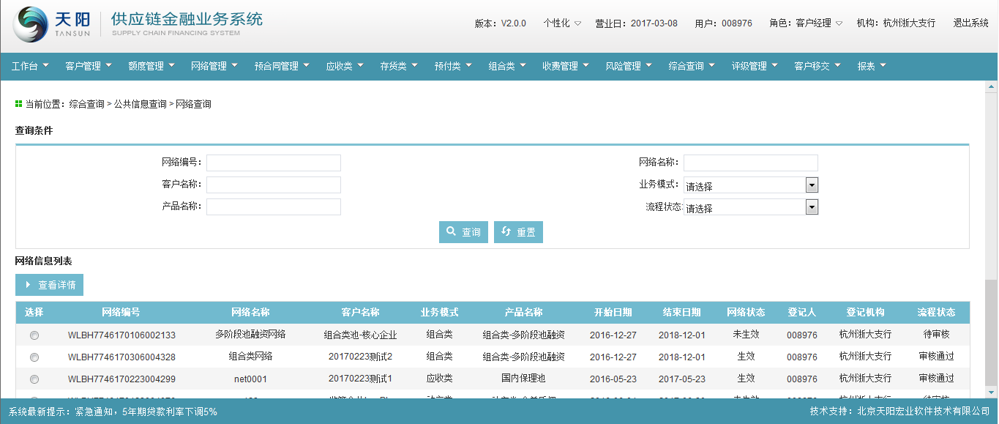 天阳 TANSUN 供应链金融业务系统 SUPPLY CHAIN FINANCING SYSTEM
版本：V2.0.0 个性化 营业日：2017-03-08 用户：008976 角色：客户经理 机构：杭州浙大支行 退出系统
工作台 客户管理 额度管理 网络管理 预合同管理 应收类 存货类 预付类 组合类 收费管理 风险管理 综合查询 评级管理 客户移交 报表
当前位置：综合查询 > 公共信息查询 > 网络查询
查询条件
网络编号： 网络名称：
客户名称： 业务模式： 请选择
产品名称： 流程状态: 请选择
查询 重置
网络信息列表
查看详情
选择 网络编号 网络名称 客户名称 业务模式 产品名称 开始日期 结束日期 网络状态 登记人 登记机构 流程状态
WLBH7746170106002133 多阶段池融资网络 组合类池-核心企业 组合类 组合类-多阶段池融资 2016-12-27 2018-12-01 未生效 008976 杭州浙大支行 待审核
WLBH7746170306004328 组合类网络 20170223测试2 组合类 组合类-多阶段池融资 2016-12-27 2018-12-01 生效 008976 杭州浙大支行 审核通过
WLBH7746170223004299 net0001 20170223测试1 应收类 国内保理池 2016-05-23 2017-05-23 生效 008976 杭州浙大支行 审核通过
系统最新提示：紧急通知，5年期贷款利率下调5% 技术支持：北京天阳宏业软件技术有限公司